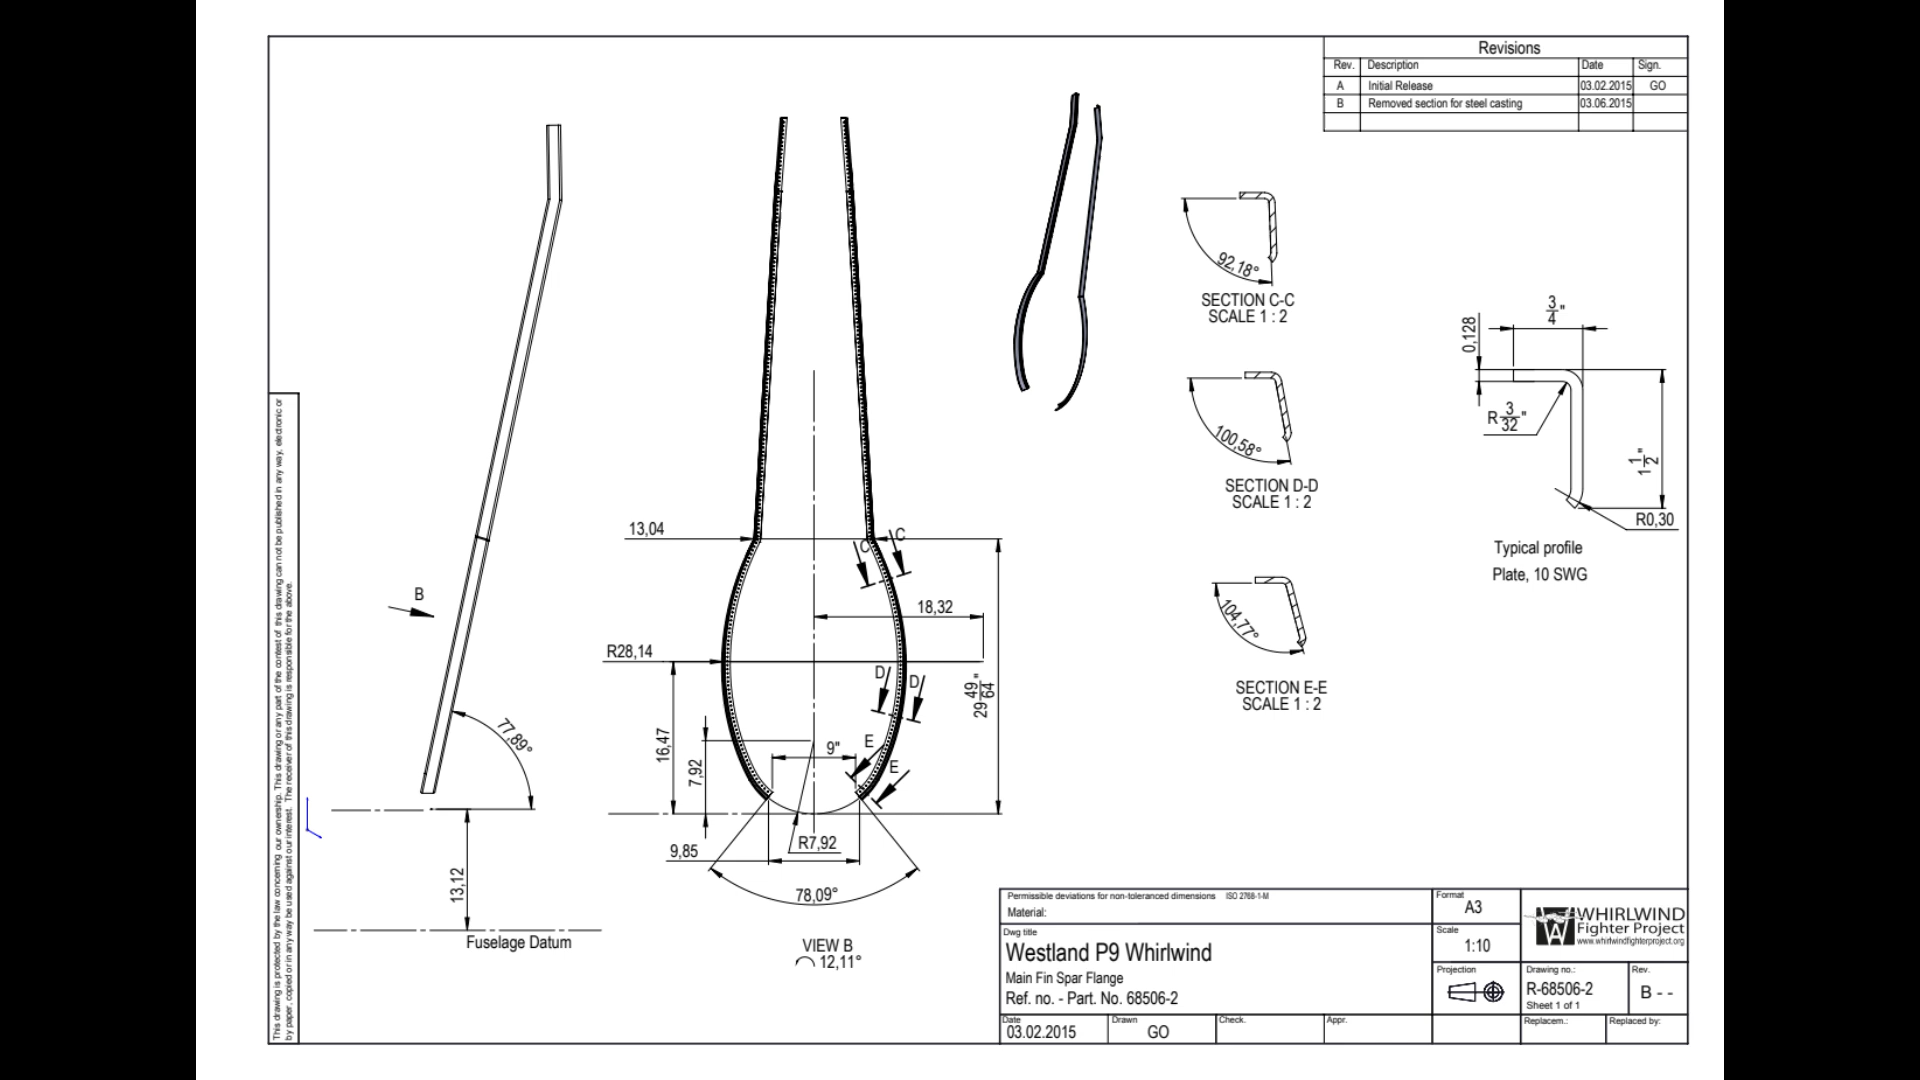 Revisions
Rev. Description Date Sign.
A Initial Release 03.02.2015 GO
B Removed section for steel casting 03.06.2015
92,18°
SECTION C-C
SCALE 1 : 2
100,58°
SECTION D-D
SCALE 1 : 2
104,77°
SECTION E-E
SCALE 1 : 2
3/4"
0,128
R 3/32"
1 1/2"
R0,30
Typical profile
Plate, 10 SWG
13,04
C C
18,32
R28,14
D D
29 49/64"
16,47
7,92
9"
E
E
R7,92
9,85
78,09°
VIEW B
12,11°
B
77,89°
13,12
Fuselage Datum
This drawing is protected by the law concerning our ownership. This drawing or any part of the contest of this drawing can not be published in any way, electronic or
by paper, copied or in any way be used against our interest. The receiver of this drawing is responsible for the above.
Permissible deviations for non-toleranced dimensions ISO 2768-1-M
Material:
Dwg title
Westland P9 Whirlwind
Main Fin Spar Flange
Ref. no. - Part. No. 68506-2
Date Drawn Check. Appr.
03.02.2015 GO
Format
A3
Scale
1:10
Projection
WHIRLWIND
Fighter Project
www.whirlwindfighterproject.org
Drawing no.: Rev.
R-68506-2 B - -
Sheet 1 of 1
Replacem.: Replaced by: